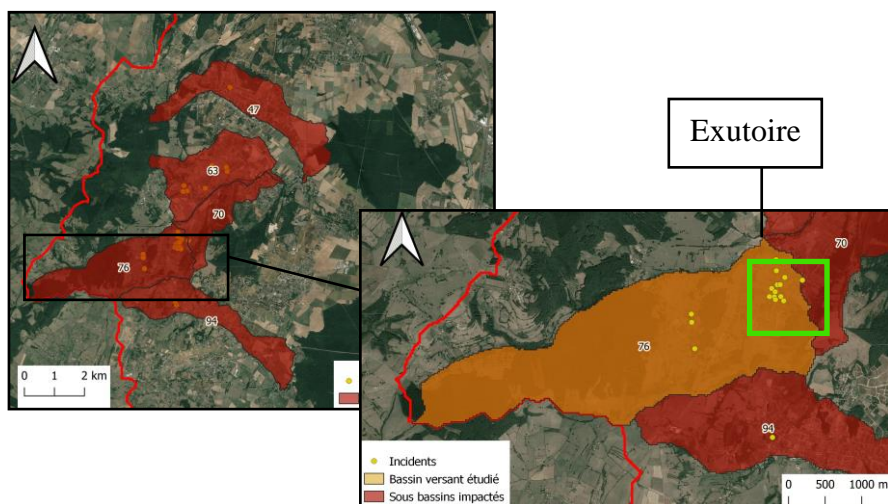 47
63
70
76
94
0 1 2 km
Exutoire
70
76
94
Incidents
Bassin versant étudié
Sous bassins impactés
0 500 1000 m